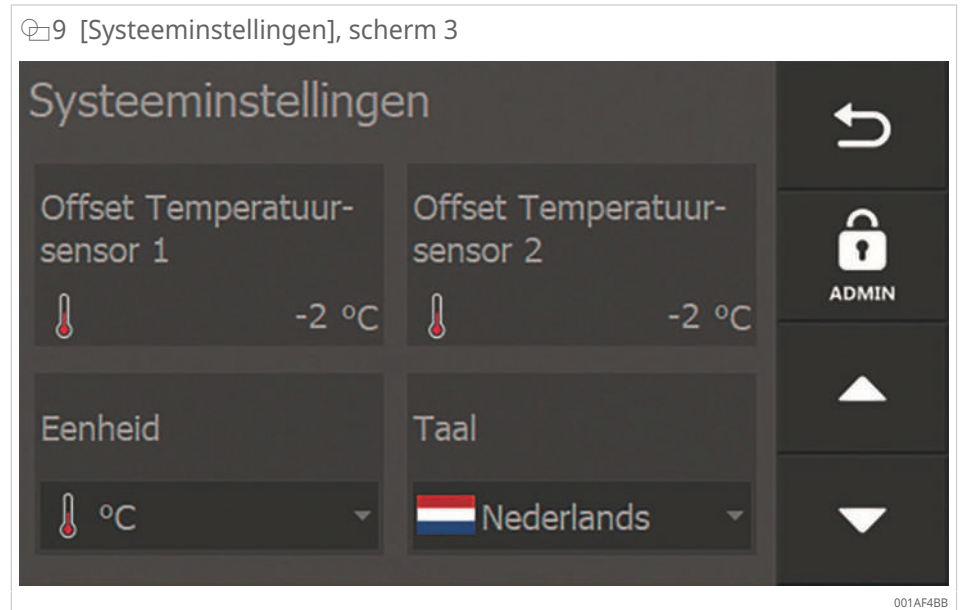 9 [Systeeminstellingen], scherm 3
Systeeminstellingen
Offset Temperatuur-
sensor 1
-2 °C
Offset Temperatuur-
sensor 2
-2 °C
Eenheid
°C
Taal
Nederlands
ADMIN
001AF4BB